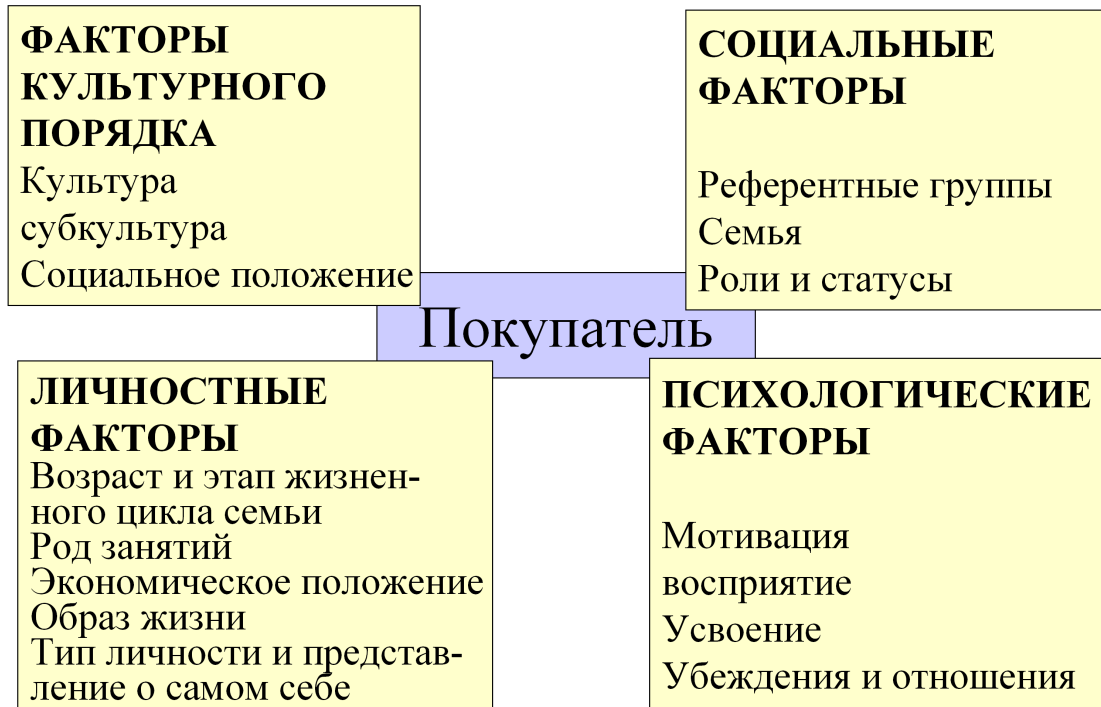 ФАКТОРЫ
КУЛЬТУРНОГО
ПОРЯДКА
Культура
субкультура
Социальное положение
СОЦИАЛЬНЫЕ
ФАКТОРЫ
Референтные группы
Семья
Роли и статусы
Покупатель
ЛИЧНОСТНЫЕ
ФАКТОРЫ
Возраст и этап жизнен-
ного цикла семьи
Род занятий
Экономическое положение
Образ жизни
Тип личности и представ-
ление о самом себе
ПСИХОЛОГИЧЕСКИЕ
ФАКТОРЫ
Мотивация
восприятие
Усвоение
Убеждения и отношения